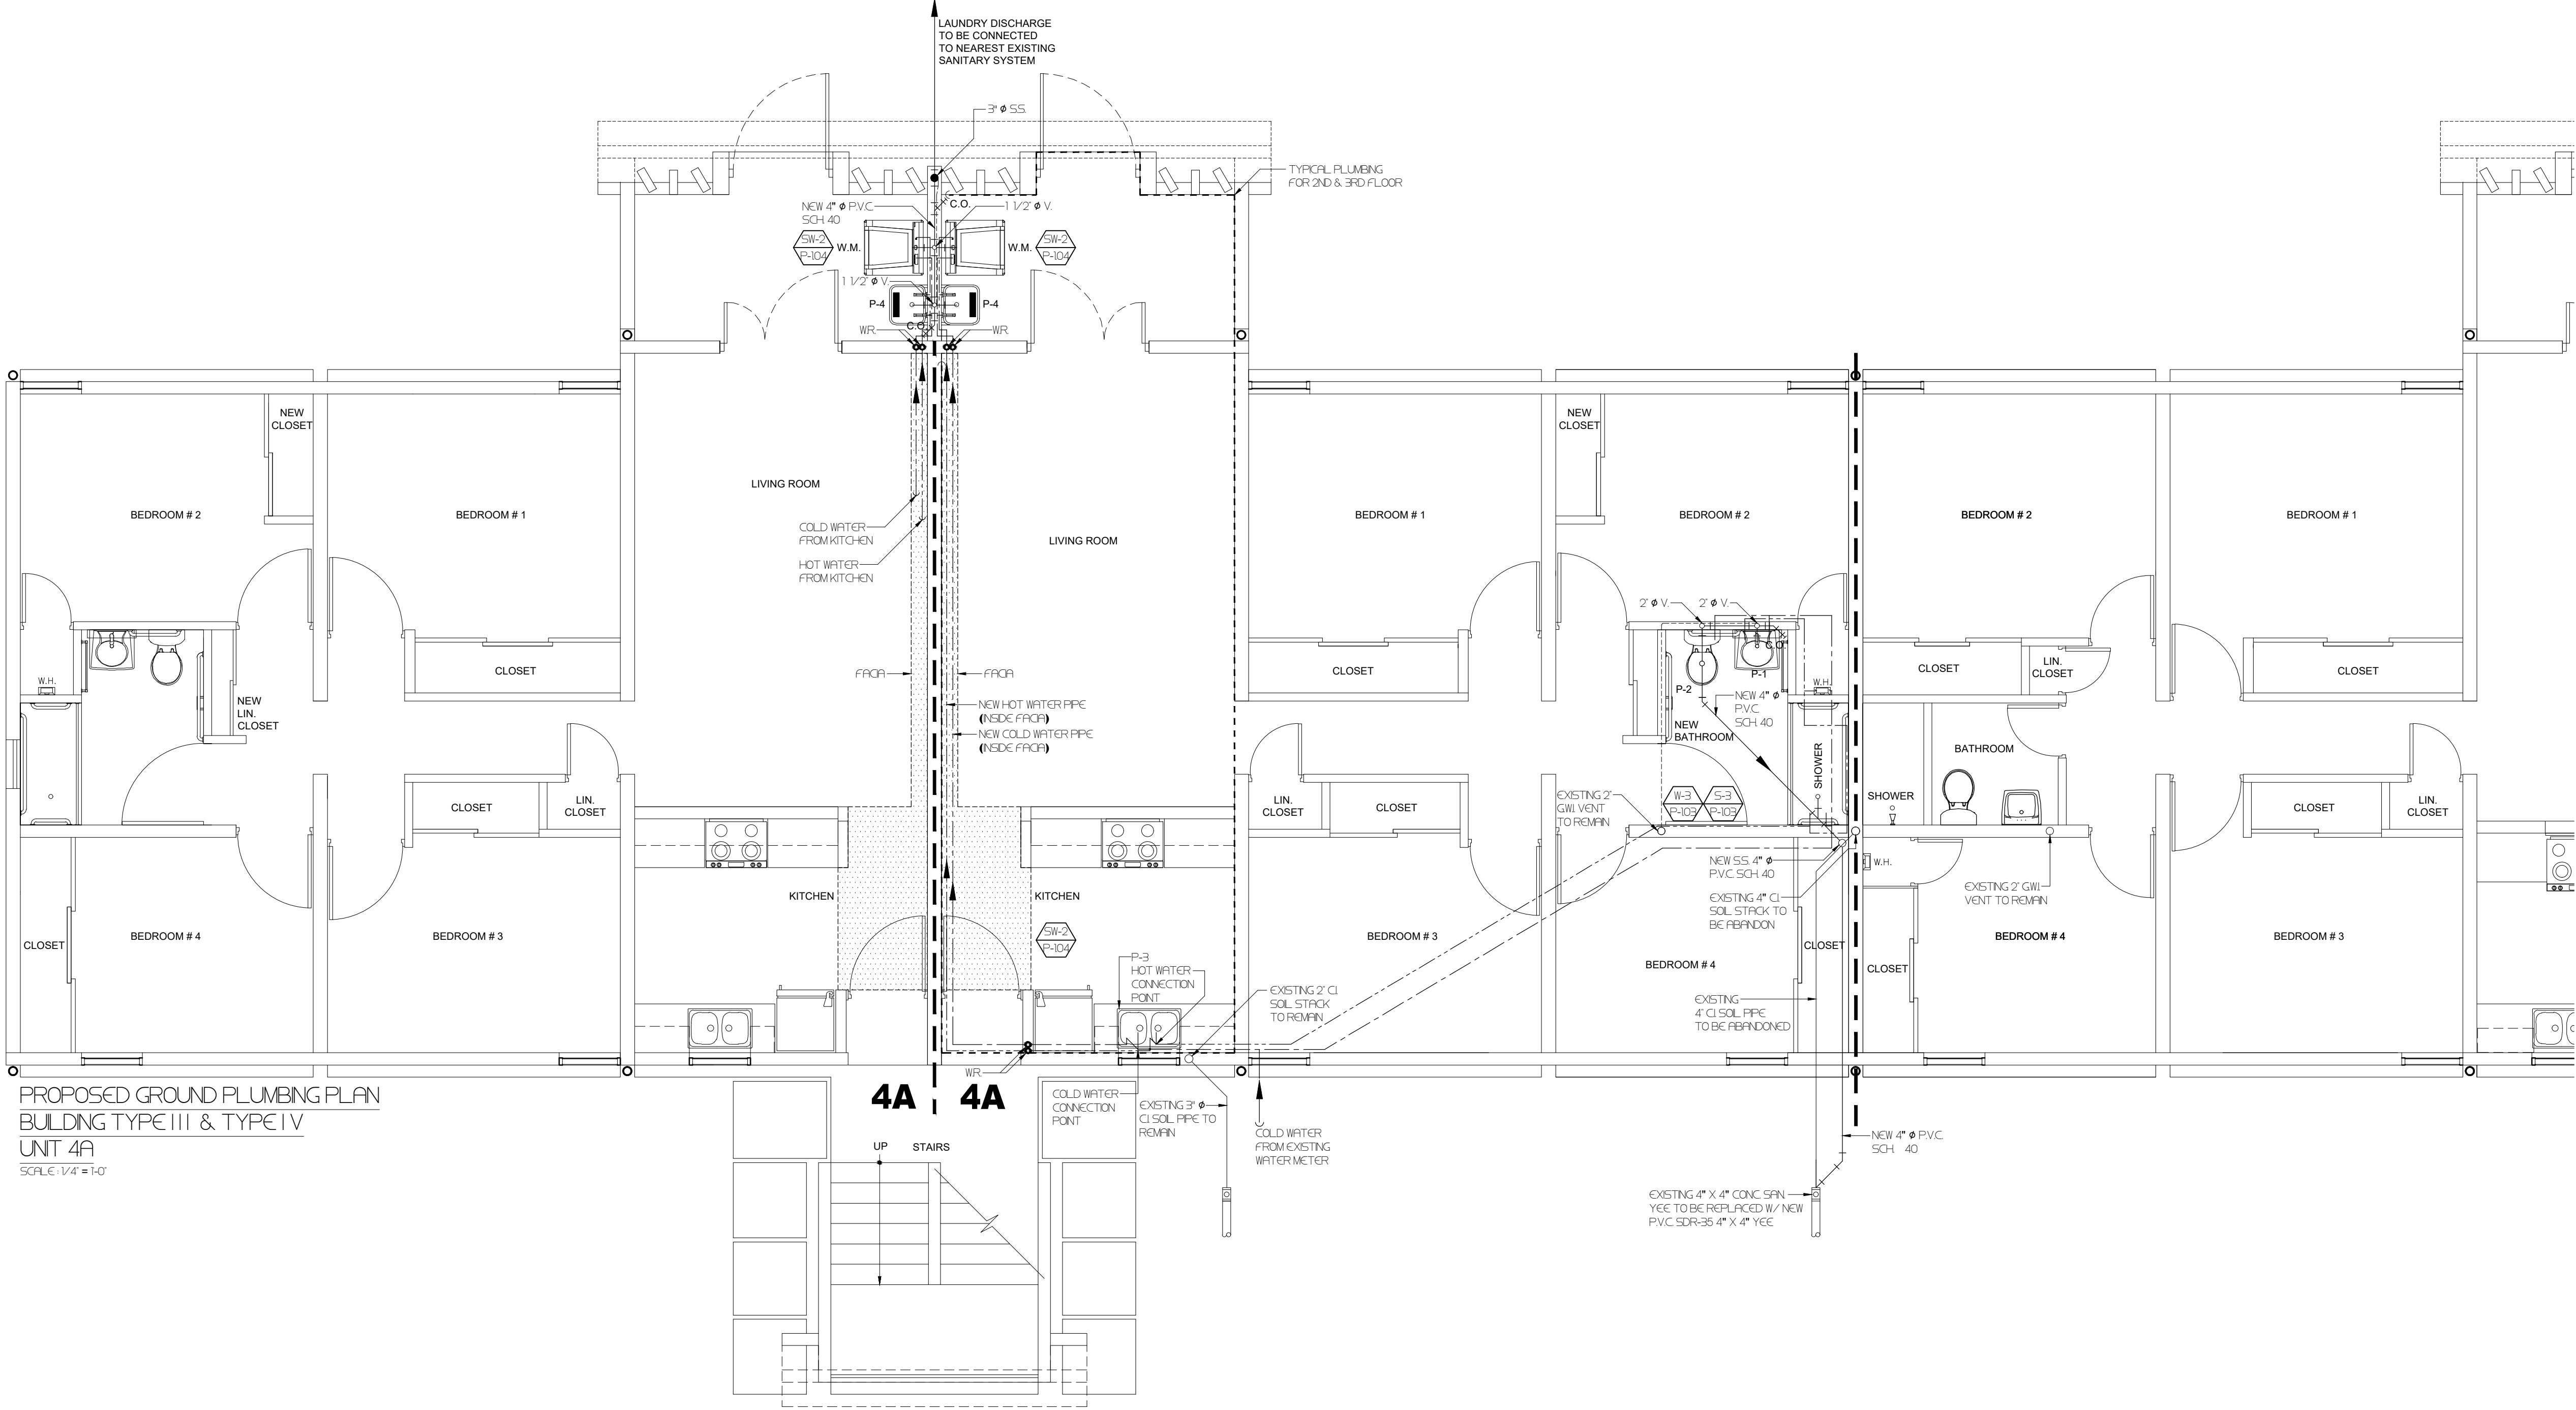 LAUNDRY DISCHARGE
TO BE CONNECTED
TO NEAREST EXISTING
SANITARY SYSTEM
3" ϕ S.S.
TYPICAL PLUMBING
FOR 2ND & 3RD FLOOR
NEW 4" ϕ P.V.C
SCH. 40
C.O.
1 1/2" ϕ V.
SW-2
P-104
W.M.
W.M.
SW-2
P-104
1 1/2" ϕ V
P-4
P-4
C.O.
W.R.
W.R.
NEW
CLOSET
BEDROOM # 2
BEDROOM # 1
LIVING ROOM
COLD WATER
FROM KITCHEN
HOT WATER
FROM KITCHEN
LIVING ROOM
BEDROOM # 1
NEW
CLOSET
BEDROOM # 2
BEDROOM # 2
BEDROOM # 1
2" ϕ V.
2" ϕ V.
C.O.
P-1
P-2
W.H.
NEW
LIN.
CLOSET
CLOSET
FACIA
FACIA
NEW HOT WATER PIPE
(INSIDE FACIA)
NEW COLD WATER PIPE
(INSIDE FACIA)
CLOSET
W.H.
NEW 4" ϕ
P.V.C.
SCH. 40
NEW
BATHROOM
SHOWER
CLOSET
LIN.
CLOSET
CLOSET
BATHROOM
SHOWER
CLOSET
LIN.
CLOSET
LIN.
CLOSET
CLOSET
EXISTING 2"
G.W.I. VENT
TO REMAIN
W-3
P-103
S-3
P-103
CLOSET
LIN.
CLOSET
NEW S.S. 4" ϕ
P.V.C. SCH. 40
W.H.
EXISTING 4" C.I.
SOIL STACK TO
BE ABANDON
EXISTING 2" G.W.I.
VENT TO REMAIN
KITCHEN
KITCHEN
SW-2
P-104
CLOSET
BEDROOM # 4
BEDROOM # 3
BEDROOM # 3
BEDROOM # 4
CLOSET
CLOSET
BEDROOM # 4
BEDROOM # 3
P-3
HOT WATER
CONNECTION
POINT
EXISTING 2" C.I.
SOIL STACK
TO REMAIN
EXISTING
4" C.I. SOIL PIPE
TO BE ABANDONED
W.R.
4A
4A
COLD WATER
CONNECTION
POINT
EXISTING 3" ϕ
C.I. SOIL PIPE TO
REMAIN
COLD WATER
FROM EXISTING
WATER METER
UP
STAIRS
NEW 4" ϕ P.V.C.
SCH. 40
EXISTING 4" X 4" CONC. SAN.
YEE TO BE REPLACED W/ NEW
P.V.C. SDR-35 4" X 4" YEE
PROPOSED GROUND PLUMBING PLAN
BUILDING TYPE III & TYPE IV
UNIT 4A
SCALE : 1/4" = 1'-0"